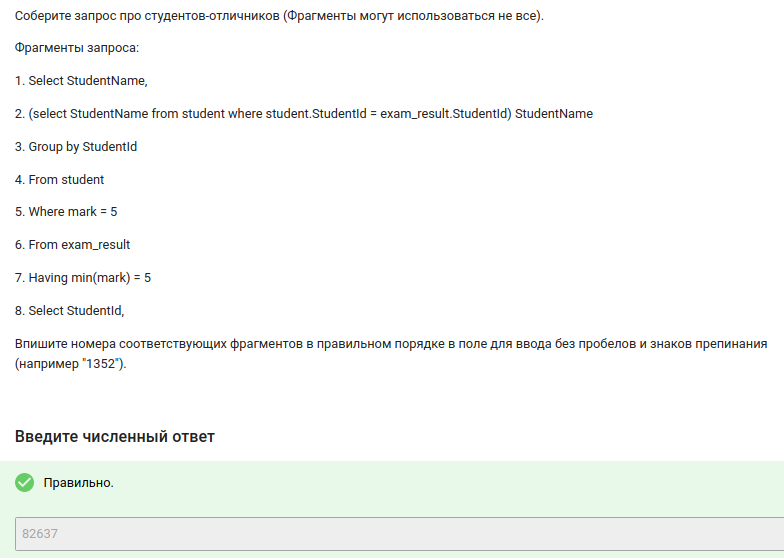 Соберите запрос про студентов-отличников (Фрагменты могут использоваться не все).
Фрагменты запроса:
1. Select StudentName,
2. (select StudentName from student where student.StudentId = exam_result.StudentId) StudentName
3. Group by StudentId
4. From student
5. Where mark = 5
6. From exam_result
7. Having min(mark) = 5
8. Select StudentId,
Впишите номера соответствующих фрагментов в правильном порядке в поле для ввода без пробелов и знаков препинания
(например "1352").
Введите численный ответ
Правильно.
82637